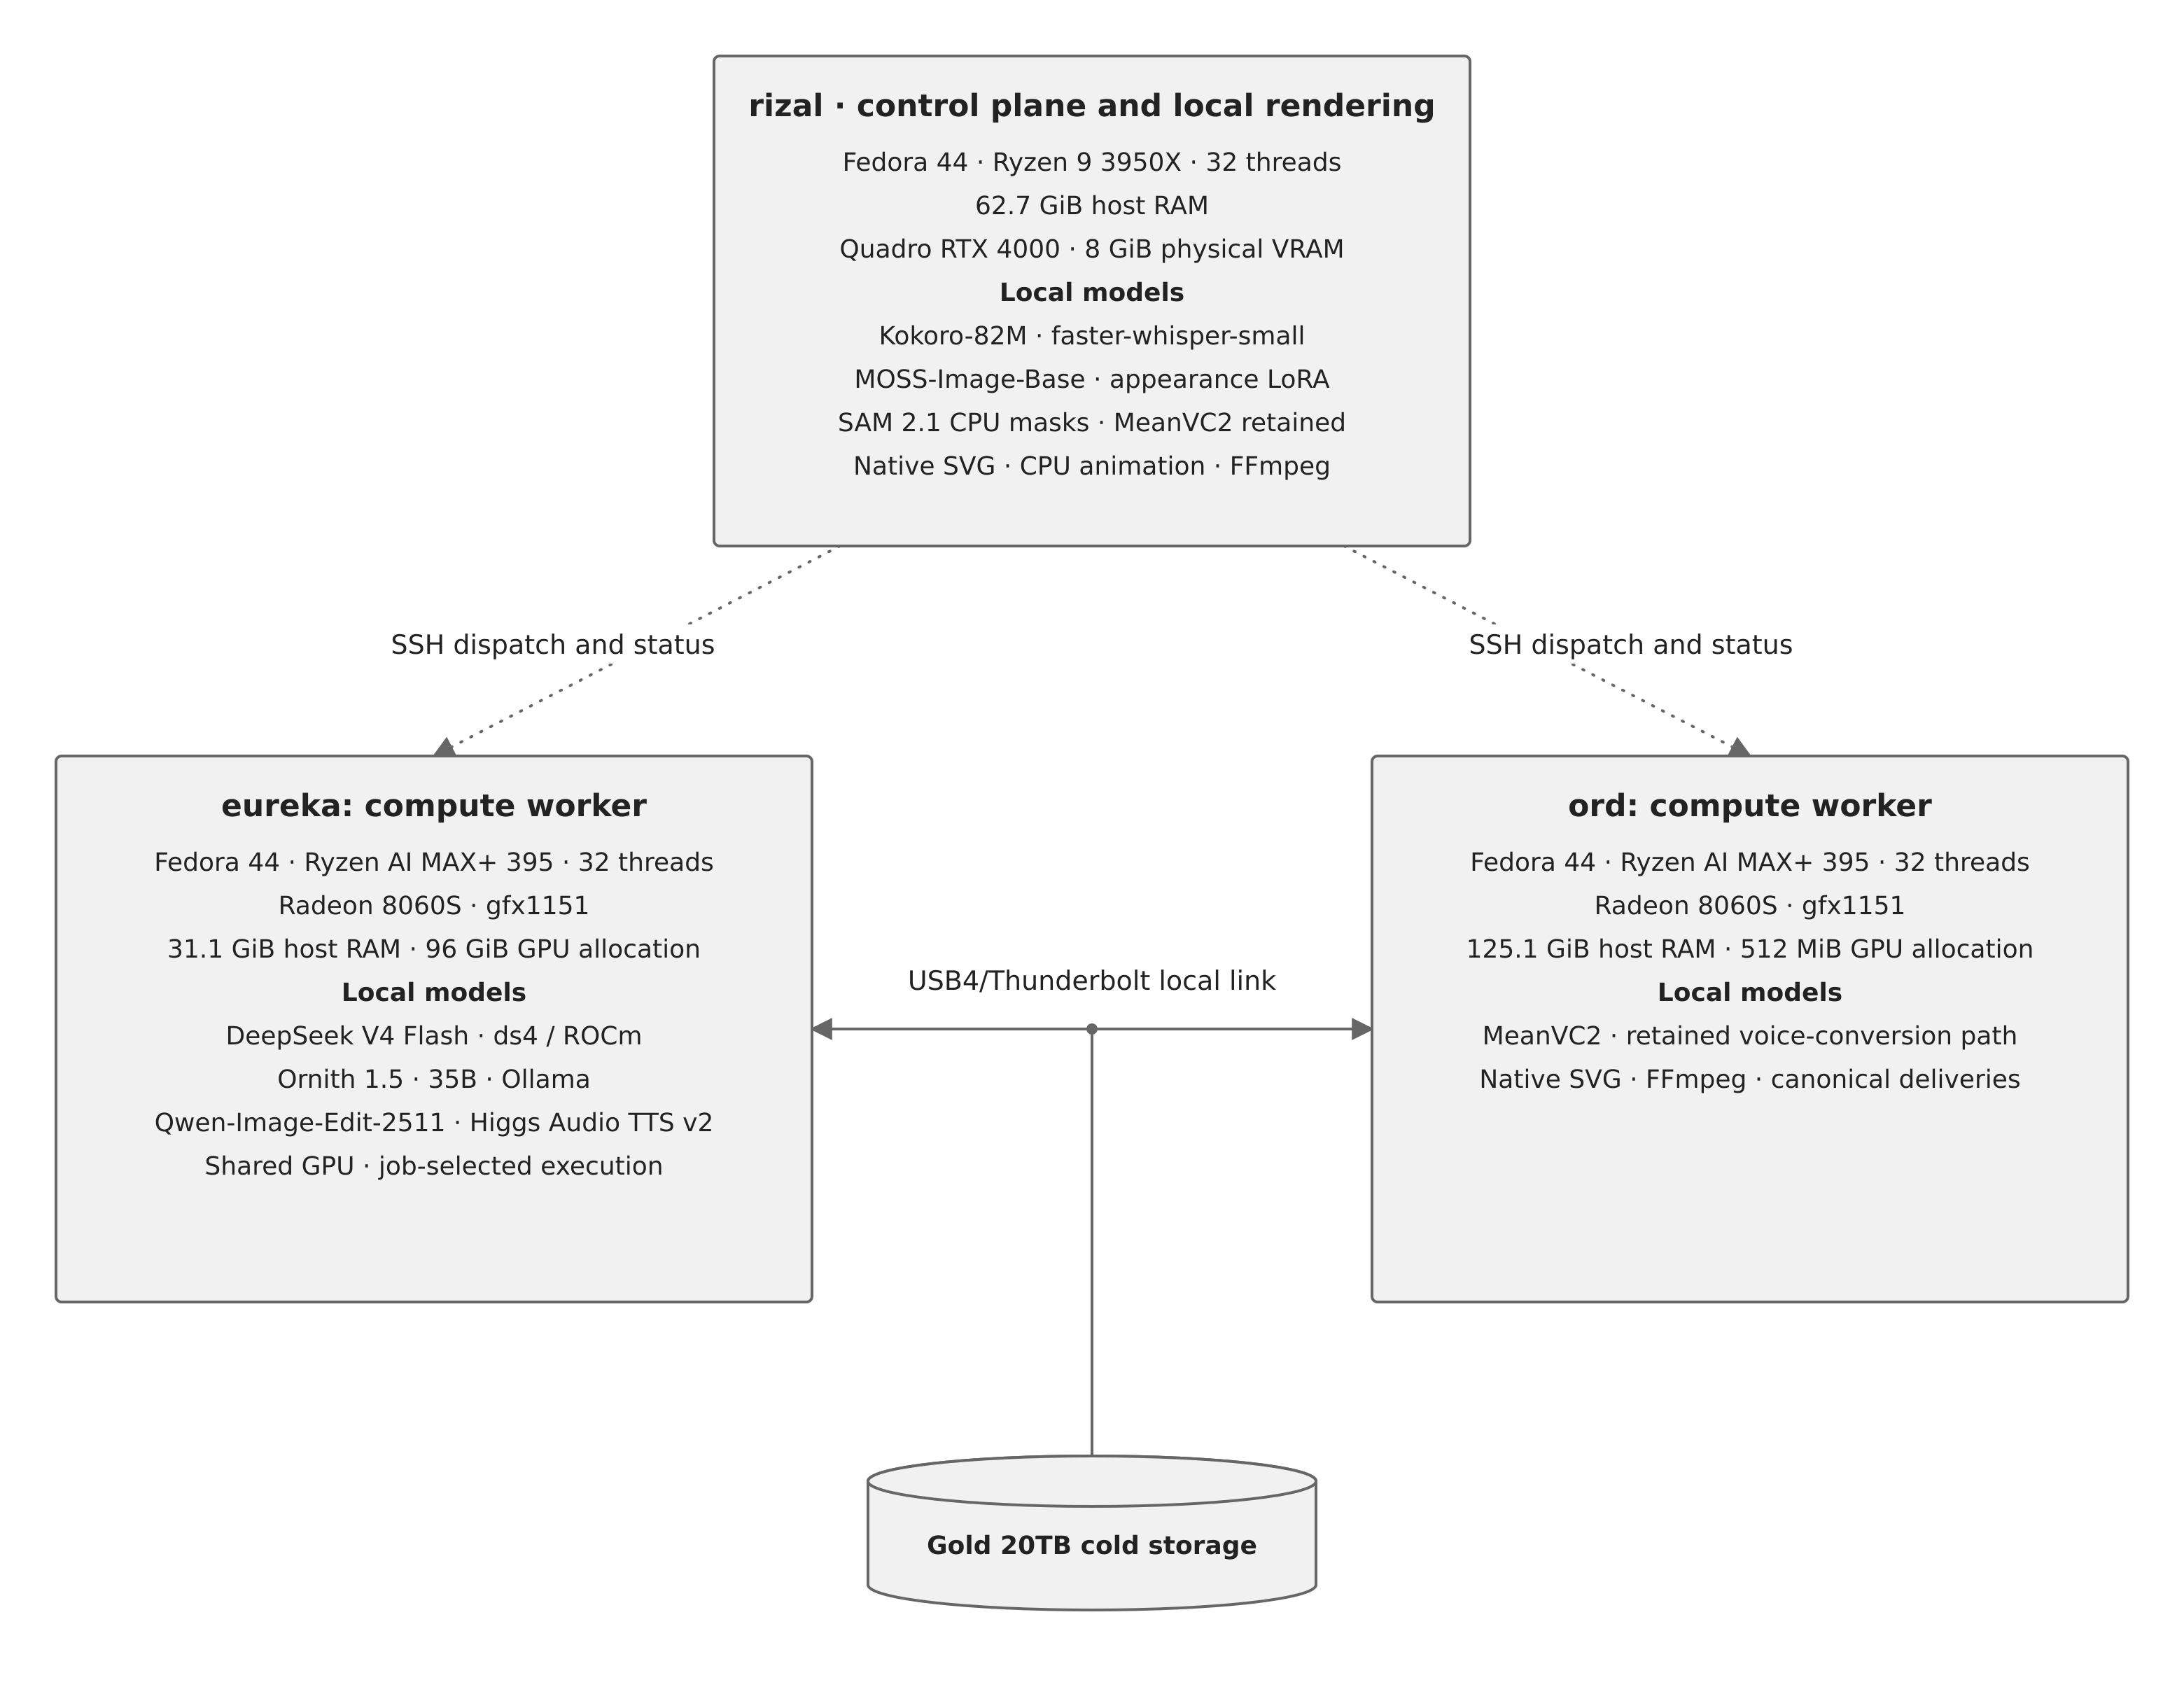 rizal · control plane and local rendering
Fedora 44 · Ryzen 9 3950X · 32 threads
62.7 GiB host RAM
Quadro RTX 4000 · 8 GiB physical VRAM
Local models
Kokoro-82M · faster-whisper-small
MOSS-Image-Base · appearance LoRA
SAM 2.1 CPU masks · MeanVC2 retained
Native SVG · CPU animation · FFmpeg
SSH dispatch and status
SSH dispatch and status
eureka: compute worker
Fedora 44 · Ryzen AI MAX+ 395 · 32 threads
Radeon 8060S · gfx1151
31.1 GiB host RAM · 96 GiB GPU allocation
Local models
DeepSeek V4 Flash · ds4 / ROCm
Ornith 1.5 · 35B · Ollama
Qwen-Image-Edit-2511 · Higgs Audio TTS v2
Shared GPU · job-selected execution
USB4/Thunderbolt local link
ord: compute worker
Fedora 44 · Ryzen AI MAX+ 395 · 32 threads
Radeon 8060S · gfx1151
125.1 GiB host RAM · 512 MiB GPU allocation
Local models
MeanVC2 · retained voice-conversion path
Native SVG · FFmpeg · canonical deliveries
Gold 20TB cold storage